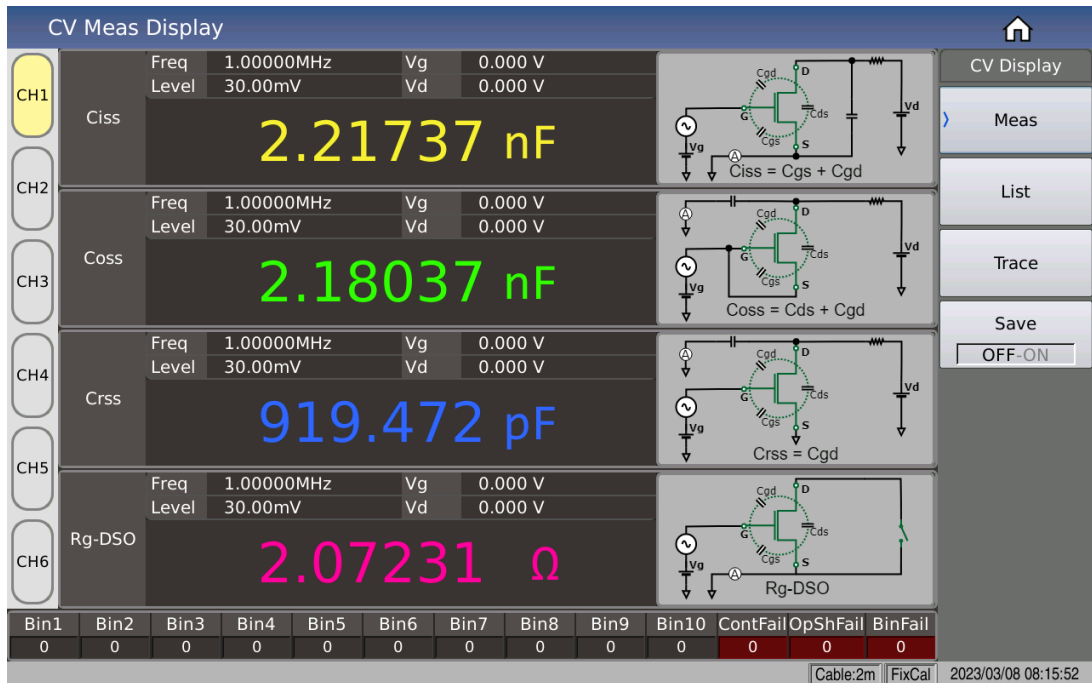 CV Meas Display
CH1
CH2
CH3
CH4
CH5
CH6
Ciss
Freq 1.00000MHz Vg 0.000 V
Level 30.00mV Vd 0.000 V
2.21737 nF
Cgd D
G Cds Vd
Vg Cgs S
A
Ciss = Cgs + Cgd
Coss
Freq 1.00000MHz Vg 0.000 V
Level 30.00mV Vd 0.000 V
2.18037 nF
A Cgd D
G Cds Vd
Vg Cgs S
Coss = Cds + Cgd
Crss
Freq 1.00000MHz Vg 0.000 V
Level 30.00mV Vd 0.000 V
919.472 pF
A Cgd D
G Cds Vd
Vg Cgs S
Crss = Cgd
Rg-DSO
Freq 1.00000MHz Vg 0.000 V
Level 30.00mV Vd 0.000 V
2.07231 Ω
Cgd D
G Cds
Vg Cgs S
A
Rg-DSO
CV Display
Meas
List
Trace
Save
OFF-ON
Bin1 Bin2 Bin3 Bin4 Bin5 Bin6 Bin7 Bin8 Bin9 Bin10 ContFail OpShFail BinFail
0 0 0 0 0 0 0 0 0 0 0 0 0
Cable:2m FixCal 2023/03/08 08:15:52